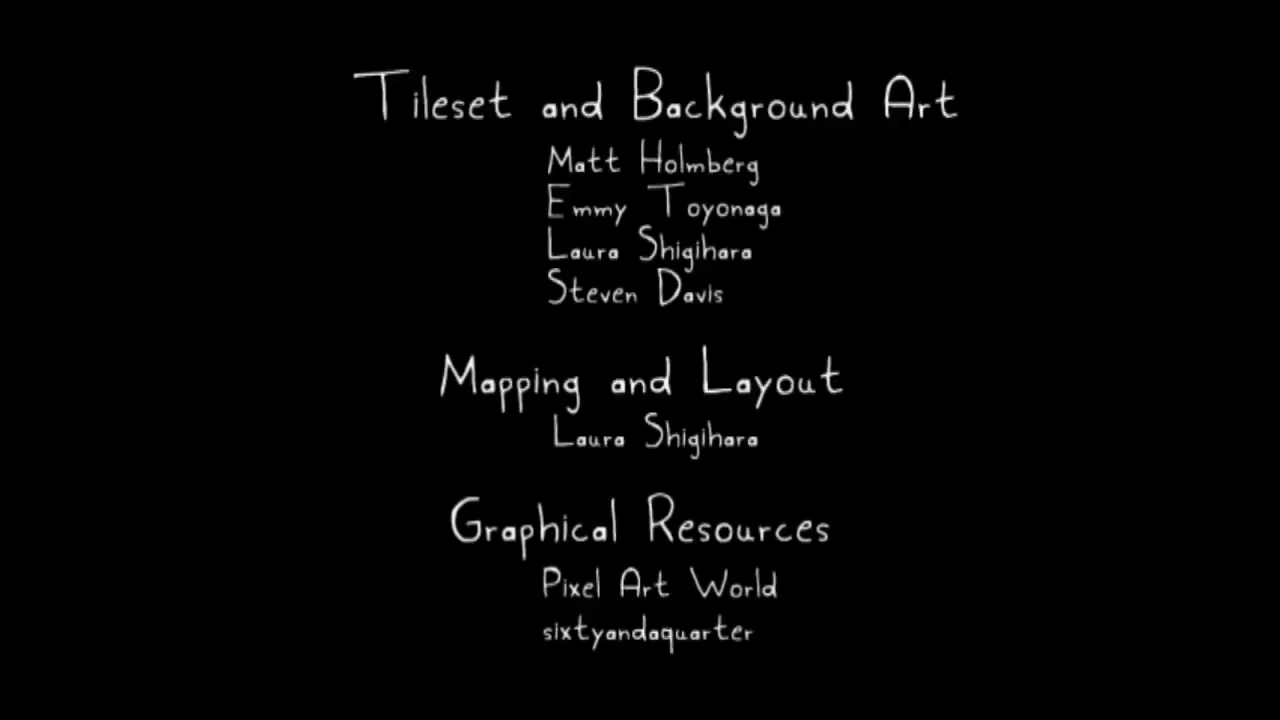 Tileset and Background Art
Matt Holmberg
Emmy Toyonaga
Laura Shigihara
Steven Davis
Mapping and Layout
Laura Shigihara
Graphical Resources
Pixel Art World
sixtyandaquarter